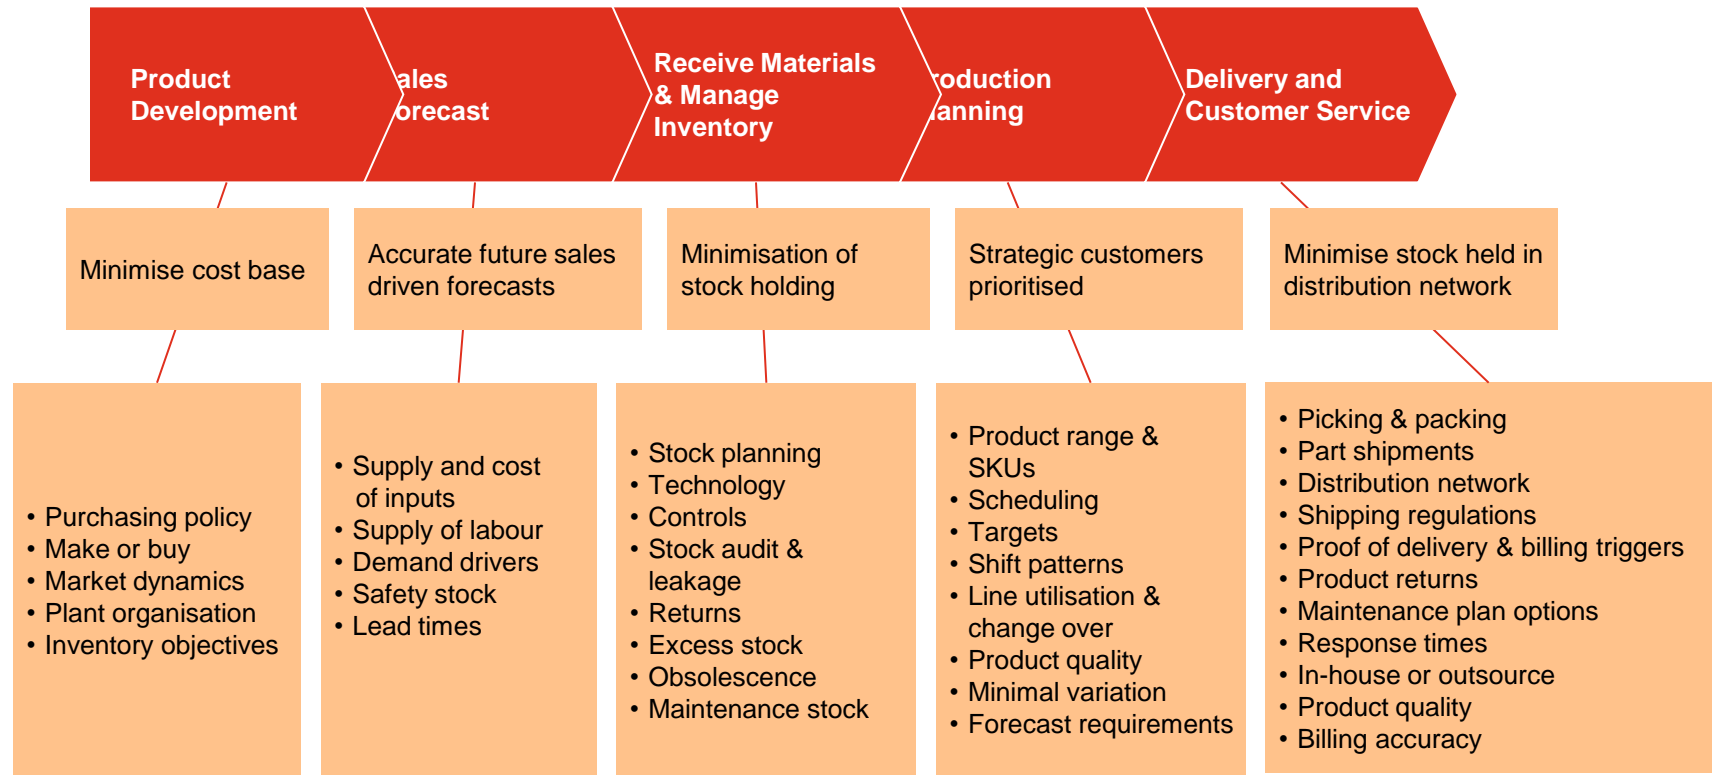 Product
Development
ales
orecast
Receive Materials
& Manage
Inventory
roduction
lanning
Delivery and
Customer Service
Minimise cost base
Accurate future sales
driven forecasts
Minimisation of
stock holding
Strategic customers
prioritised
Minimise stock held in
distribution network
• Purchasing policy
• Make or buy
• Market dynamics
• Plant organisation
• Inventory objectives
• Supply and cost
of inputs
• Supply of labour
• Demand drivers
• Safety stock
• Lead times
• Stock planning
• Technology
• Controls
• Stock audit &
leakage
• Returns
• Excess stock
• Obsolescence
• Maintenance stock
• Product range &
SKUs
• Scheduling
• Targets
• Shift patterns
• Line utilisation &
change over
• Product quality
• Minimal variation
• Forecast requirements
• Picking & packing
• Part shipments
• Distribution network
• Shipping regulations
• Proof of delivery & billing triggers
• Product returns
• Maintenance plan options
• Response times
• In-house or outsource
• Product quality
• Billing accuracy